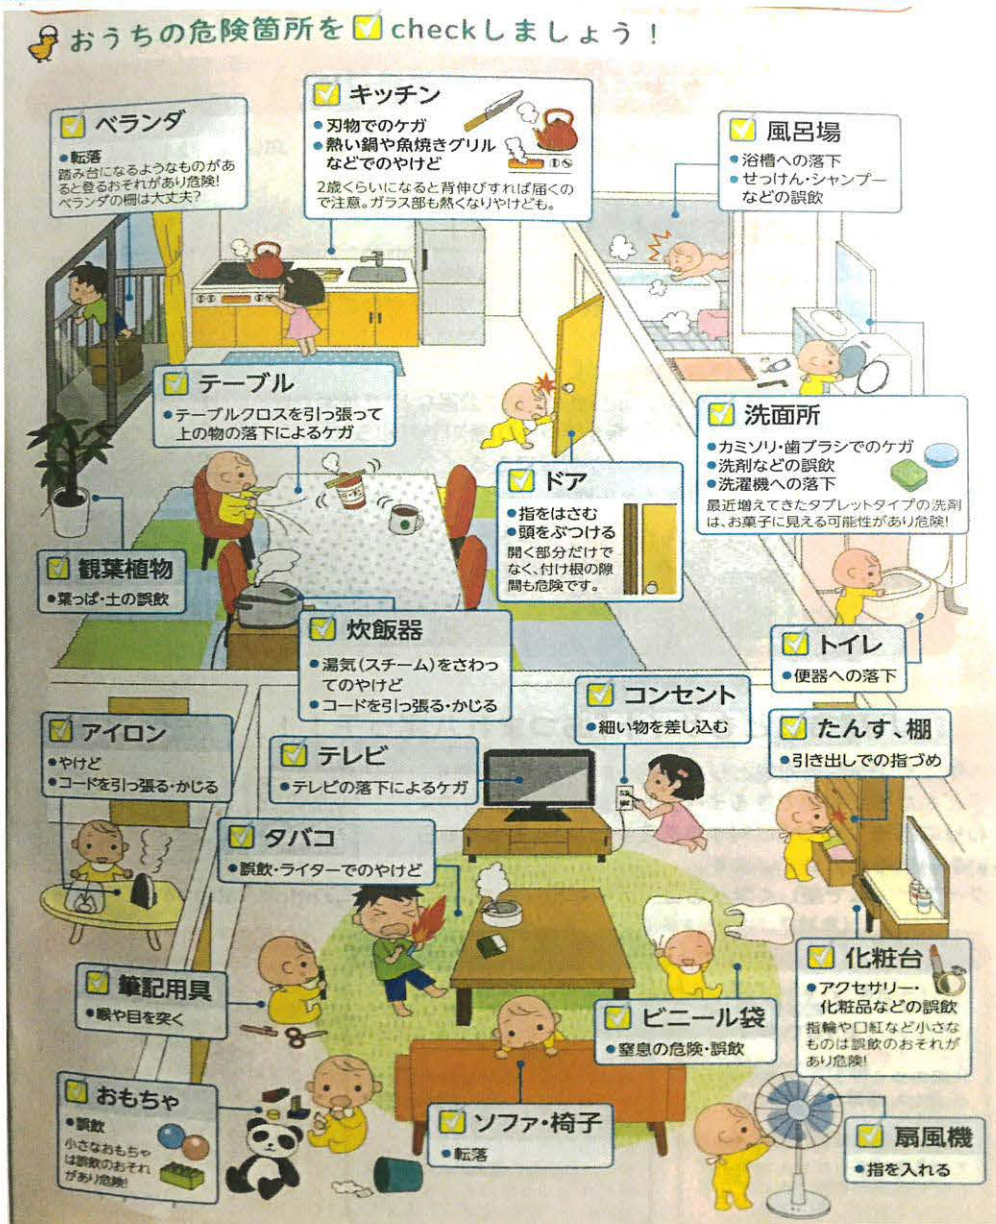 おうちの危険箇所を check しましょう!
ベランダ
●転落
踏み台になるようなものがあ
ると登るおそれがあり危険!
ベランダの柵は大丈夫?
キッチン
●刃物でのケガ
●熱い鍋や魚焼きグリル
などでのやけど
2歳くらいになると背伸びすれば届くの
で注意。ガラス部も熱くなりやけども。
風呂場
●浴槽への落下
●せっけん・シャンプー
などの誤飲
テーブル
●テーブルクロスを引っ張って
上の物の落下によるケガ
洗面所
●カミソリ・歯ブラシでのケガ
●洗剤などの誤飲
●洗濯機への落下
最近増えてきたタブレットタイプの洗剤
は、お菓子に見える可能性があり危険!
ドア
●指をはさむ
●頭をぶつける
開く部分だけで
なく、付け根の隙
間も危険です。
観葉植物
●葉っぱ・土の誤飲
炊飯器
●湯気(スチーム)をさわっ
てのやけど
●コードを引っ張る・かじる
トイレ
●便器への落下
コンセント
●細い物を差し込む
アイロン
●やけど
●コードを引っ張る・かじる
テレビ
●テレビの落下によるケガ
たんす、棚
●引き出しでの指づめ
タバコ
●誤飲・ライターでのやけど
筆記用具
●喉や目を突く
ビニール袋
●窒息の危険・誤飲
化粧台
●アクセサリー・
化粧品などの誤飲
指輪や口紅など小さな
ものは誤飲のおそれが
あり危険!
おもちゃ
●誤飲
小さなおもちゃ
は誤飲のおそれ
があり危険!
ソファ・椅子
●転落
扇風機
●指を入れる